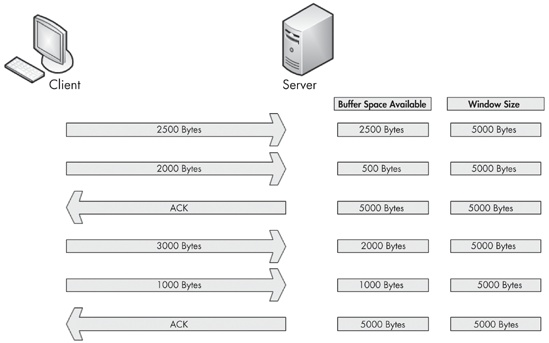 Client Server
Buffer Space Available Window Size
2500 Bytes 2500 Bytes 5000 Bytes
2000 Bytes 500 Bytes 5000 Bytes
ACK 5000 Bytes 5000 Bytes
3000 Bytes 2000 Bytes 5000 Bytes
1000 Bytes 1000 Bytes 5000 Bytes
ACK 5000 Bytes 5000 Bytes